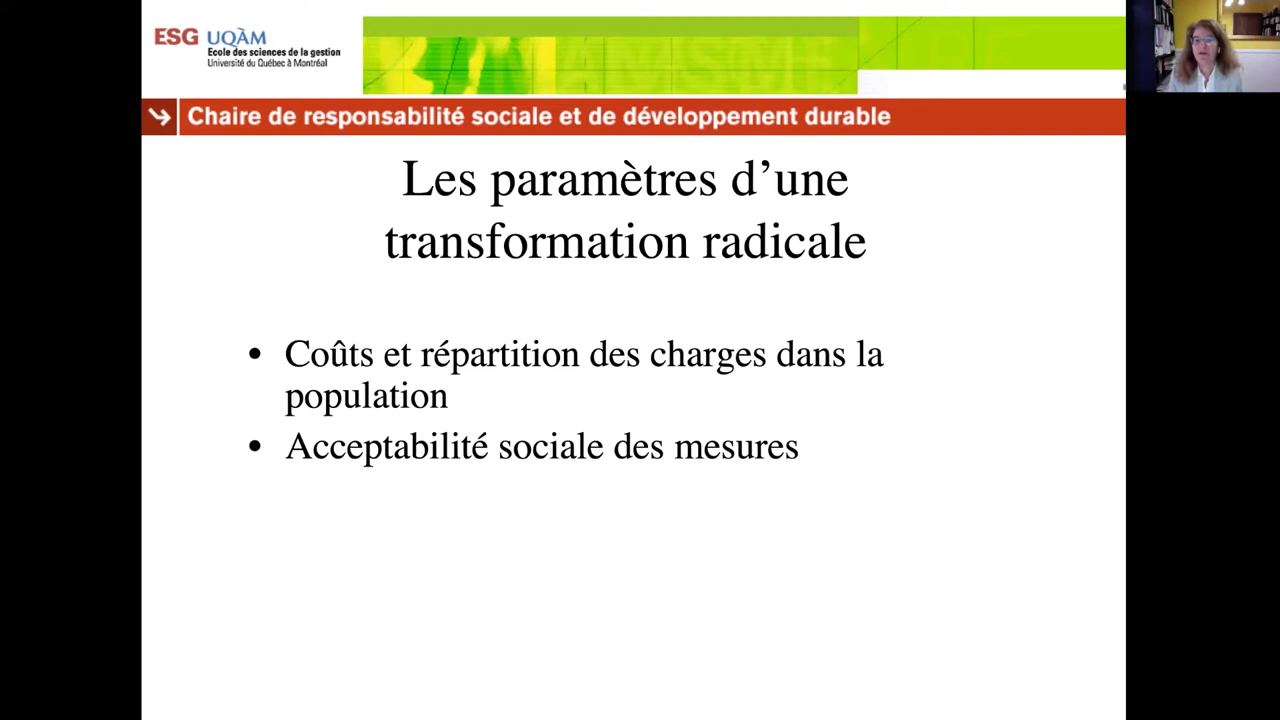 ESG UQÀM
Ecole des sciences de la gestion
Université du Québec à Montréal
Chaire de responsabilité sociale et de développement durable
Les paramètres d’une
transformation radicale
• Coûts et répartition des charges dans la
population
• Acceptabilité sociale des mesures